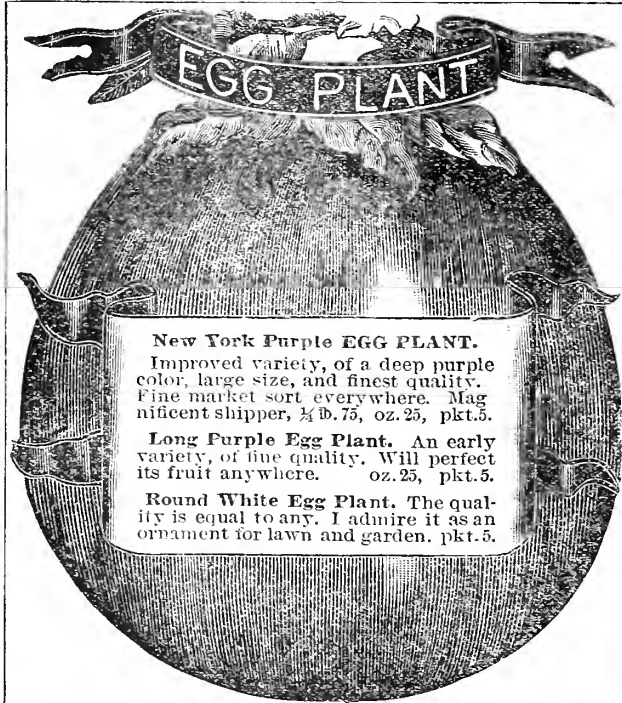 EGG PLANT
New York Purple EGG PLANT.
Improved variety, of a deep purple
color, large size, and finest quality.
Fine market sort everywhere. Mag
nificent shipper, ¼ lb. 75, oz. 25, pkt. 5.
Long Purple Egg Plant. An early
variety, of fine quality. Will perfect
its fruit anywhere. oz. 25, pkt. 5.
Round White Egg Plant. The qual-
ity is equal to any. I admire it as an
ornament for lawn and garden. pkt. 5.